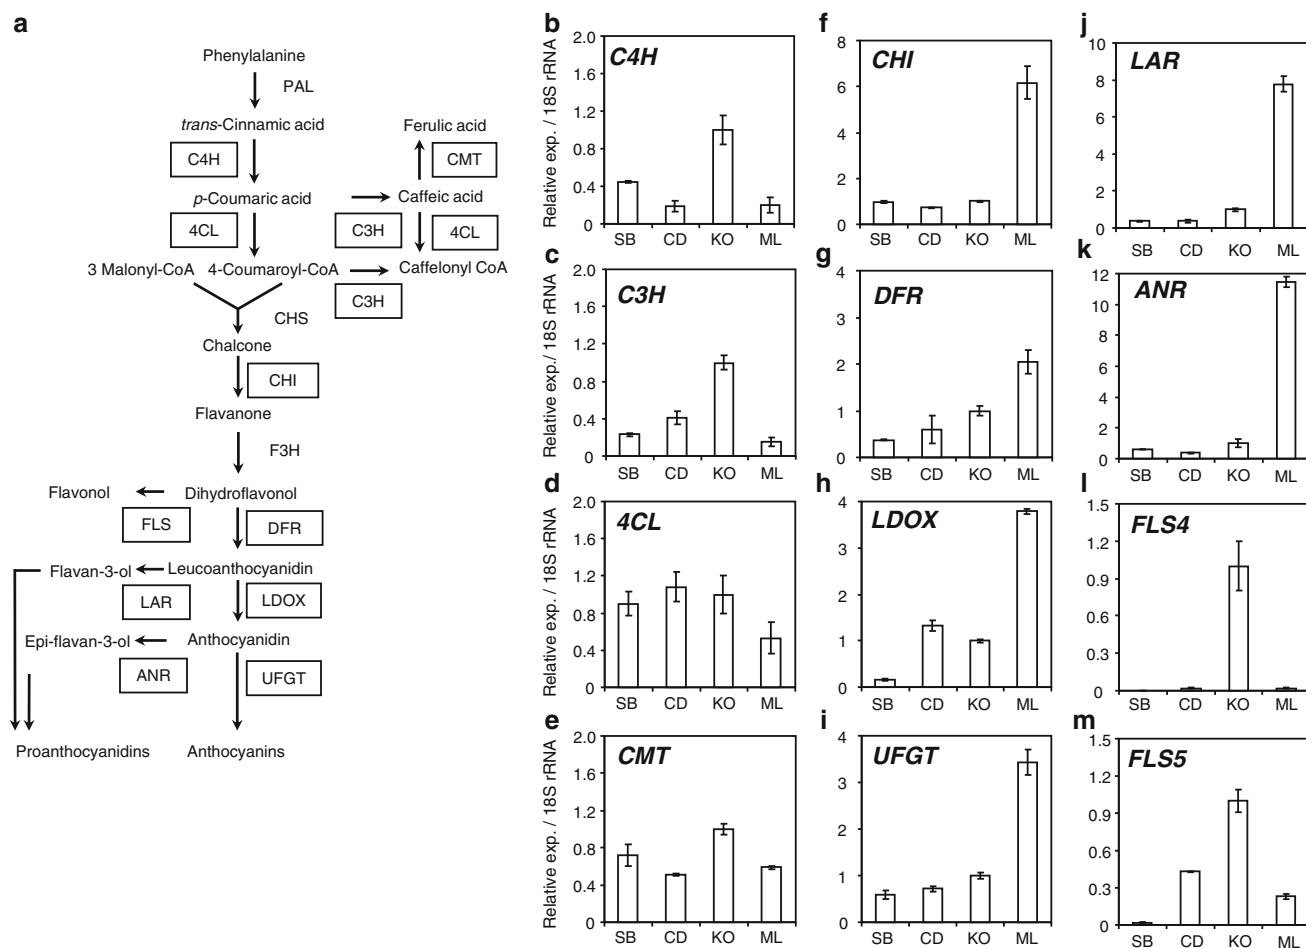 a
Phenylalanine
PAL
trans-Cinnamic acid
Ferulic acid
C4H
CMT
p-Coumaric acid
Caffeic acid
4CL
C3H
4CL
3 Malonyl-CoA
4-Coumaroyl-CoA
Caffelonyl CoA
C3H
CHS
Chalcone
CHI
Flavanone
F3H
Flavonol
Dihydroflavonol
FLS
DFR
Flavan-3-ol
Leucoanthocyanidin
LAR
LDOX
Epi-flavan-3-ol
Anthocyanidin
ANR
UFGT
Proanthocyanidins
Anthocyanins
b
C4H
Relative exp. / 18S rRNA
2.0
1.6
1.2
0.8
0.4
0
SB CD KO ML
c
C3H
Relative exp./ 18S rRNA
2.0
1.6
1.2
0.8
0.4
0
SB CD KO ML
d
4CL
Relative exp. / 18S rRNA
2.0
1.6
1.2
0.8
0.4
0
SB CD KO ML
e
CMT
Relative exp. / 18S rRNA
2.0
1.6
1.2
0.8
0.4
0
SB CD KO ML
f
CHI
8
6
4
2
0
SB CD KO ML
g
DFR
4
3
2
1
0
SB CD KO ML
h
LDOX
4
3
2
1
0
SB CD KO ML
i
UFGT
4
3
2
1
0
SB CD KO ML
j
LAR
10
8
6
4
2
0
SB CD KO ML
k
ANR
12
10
8
6
4
2
0
SB CD KO ML
l
FLS4
1.5
1.2
0.9
0.6
0.3
0
SB CD KO ML
m
FLS5
1.5
1.2
0.9
0.6
0.3
0
SB CD KO ML